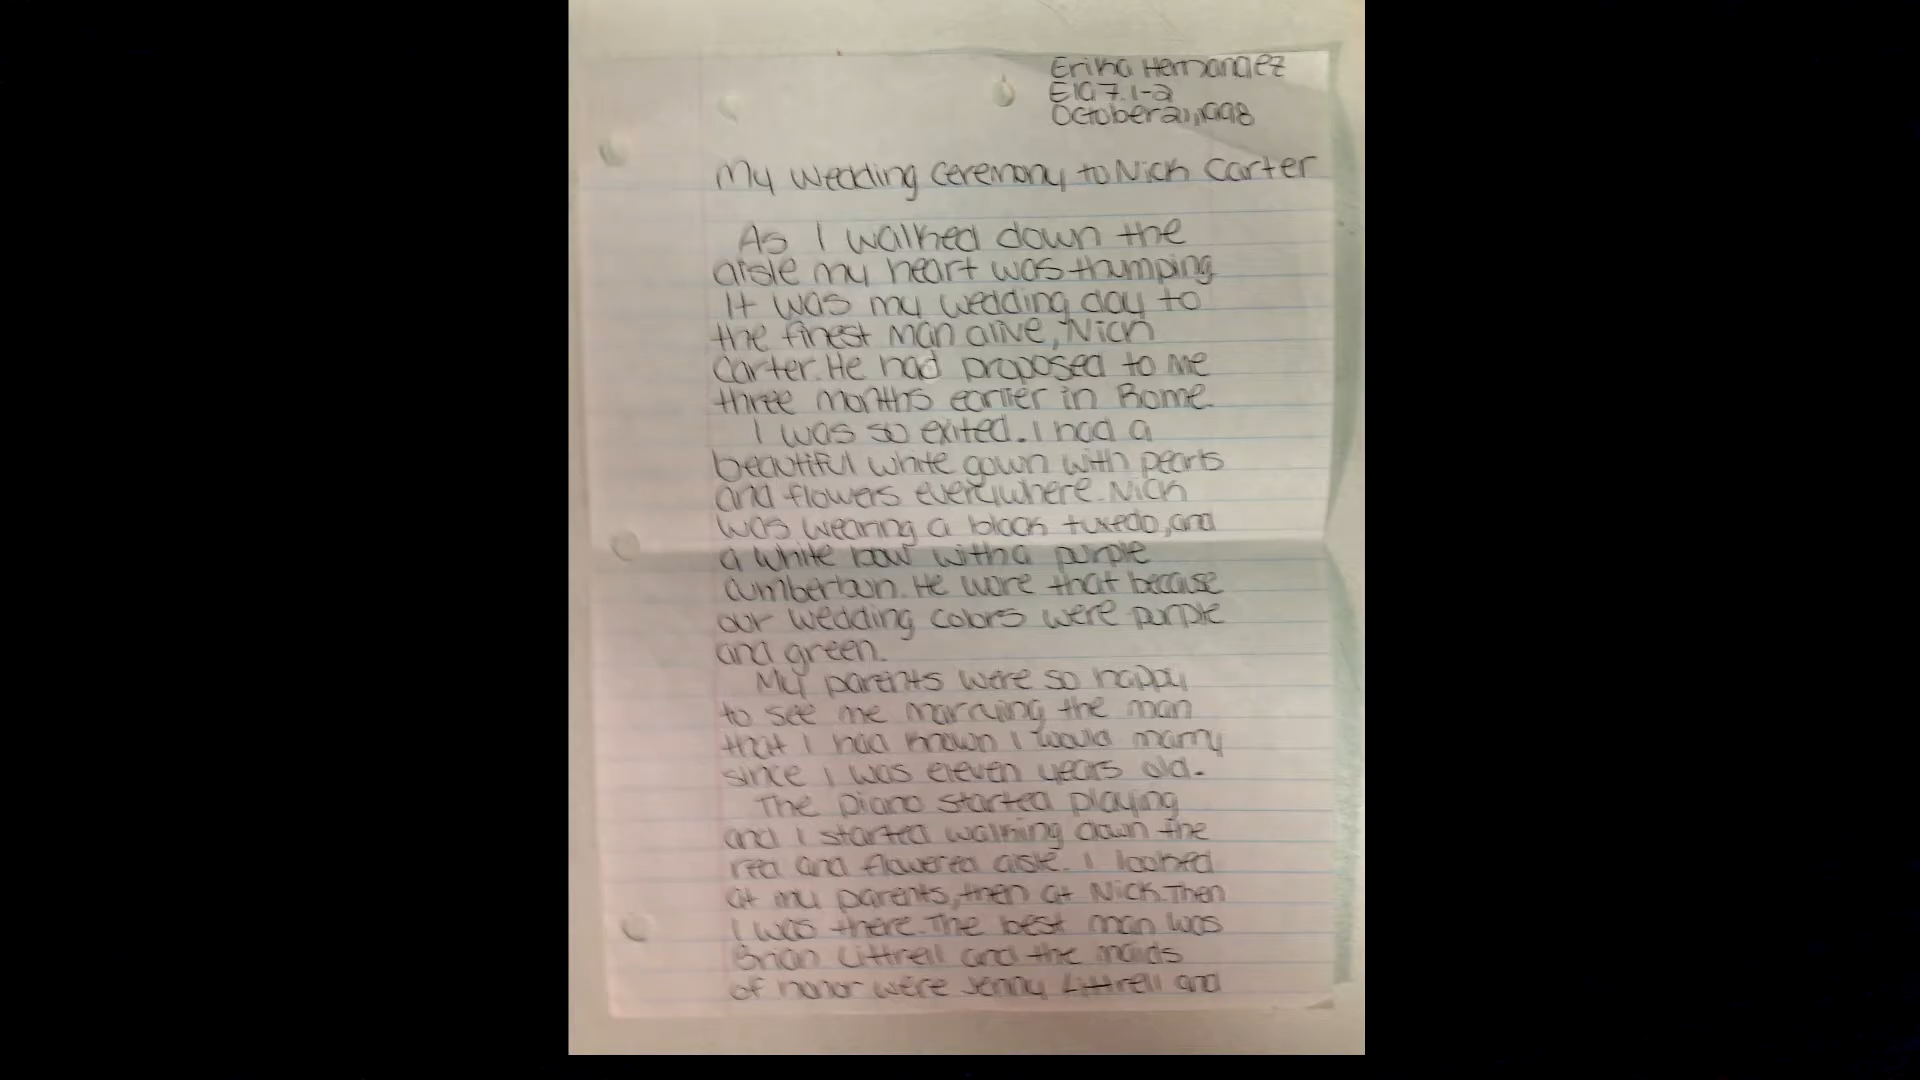 Erika Hernandez
E107.1-2
October 21, 1998
My wedding ceremony to Nick Carter
As I walked down the
aisle my heart was thumping
It was my wedding day to
the finest man alive, Nick
Carter. He had proposed to me
three months earlier in Rome.
I was so exited. I had a
beautiful white gown with pearls
and flowers everywhere. Nick
was wearing a black tuxedo, and
a white bow with a purple
cumberbun. He wore that because
our wedding colors were purple
and green.
My parents were so happy
to see me marrying the man
that I had known I would marry
since I was eleven years old.
The piano started playing
and I started walking down the
red and flowered aisle. I looked
at my parents, then at Nick. Then
I was there. The best man was
Brian Littrell and the maids
of honor were Jenny Littrell and